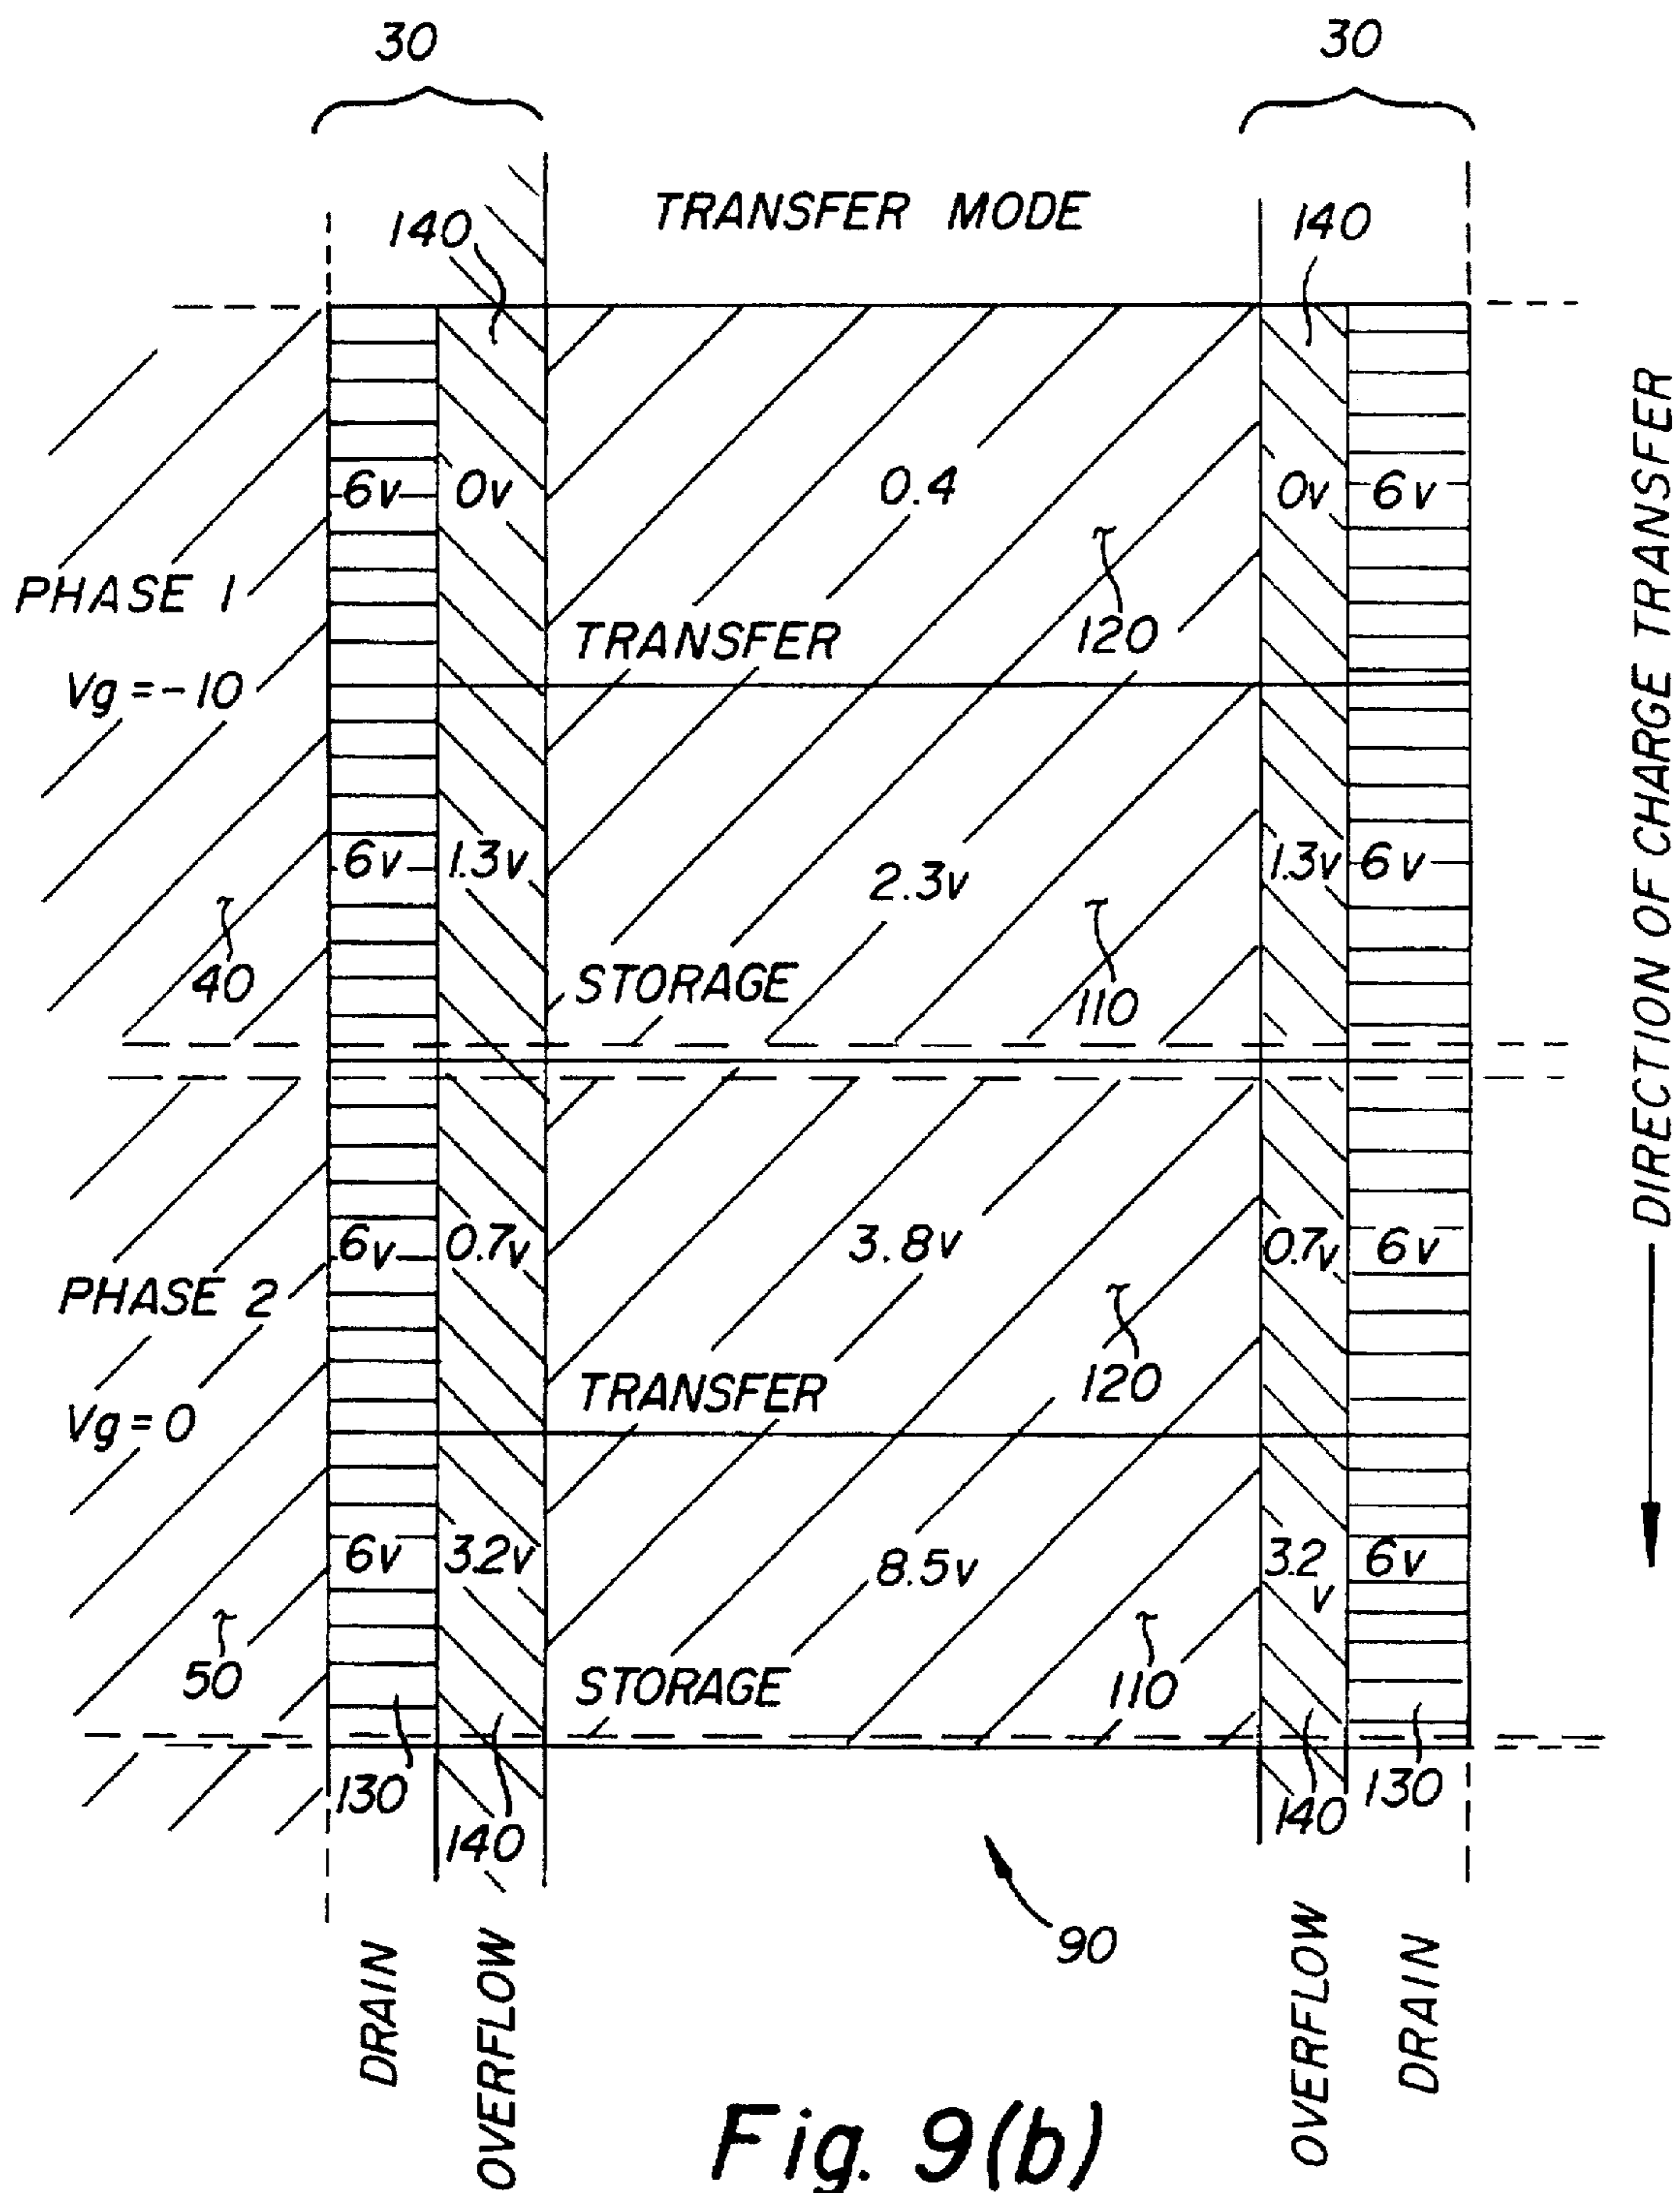 30 30
TRANSFER MODE
140 140
6v 0v 0.4 0v 6v
PHASE 1
120
TRANSFER
Vg = -10
6v 1.3v 2.3v 1.3v 6v
40 STORAGE 110
6v 0.7v 3.8v 0.7v 6v
PHASE 2
TRANSFER 120
Vg = 0
6v 3.2v 8.5v 3.2v 6v
50 STORAGE 110
130 140 140 130
90
DRAIN
OVERFLOW
OVERFLOW
DRAIN
DIRECTION OF CHARGE TRANSFER
Fig. 9(b)